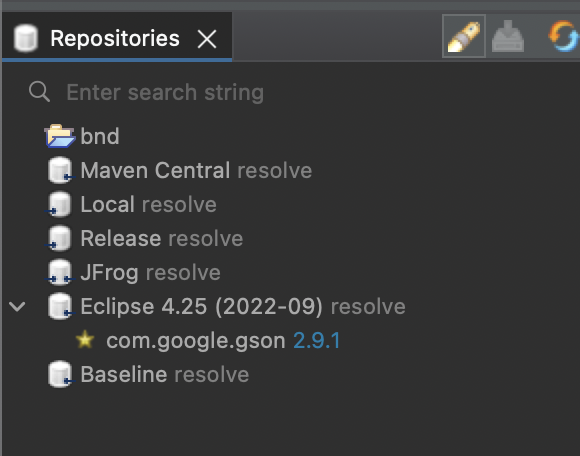 Repositories
Enter search string
bnd
Maven Central resolve
Local resolve
Release resolve
JFrog resolve
Eclipse 4.25 (2022-09) resolve
com.google.gson 2.9.1
Baseline resolve